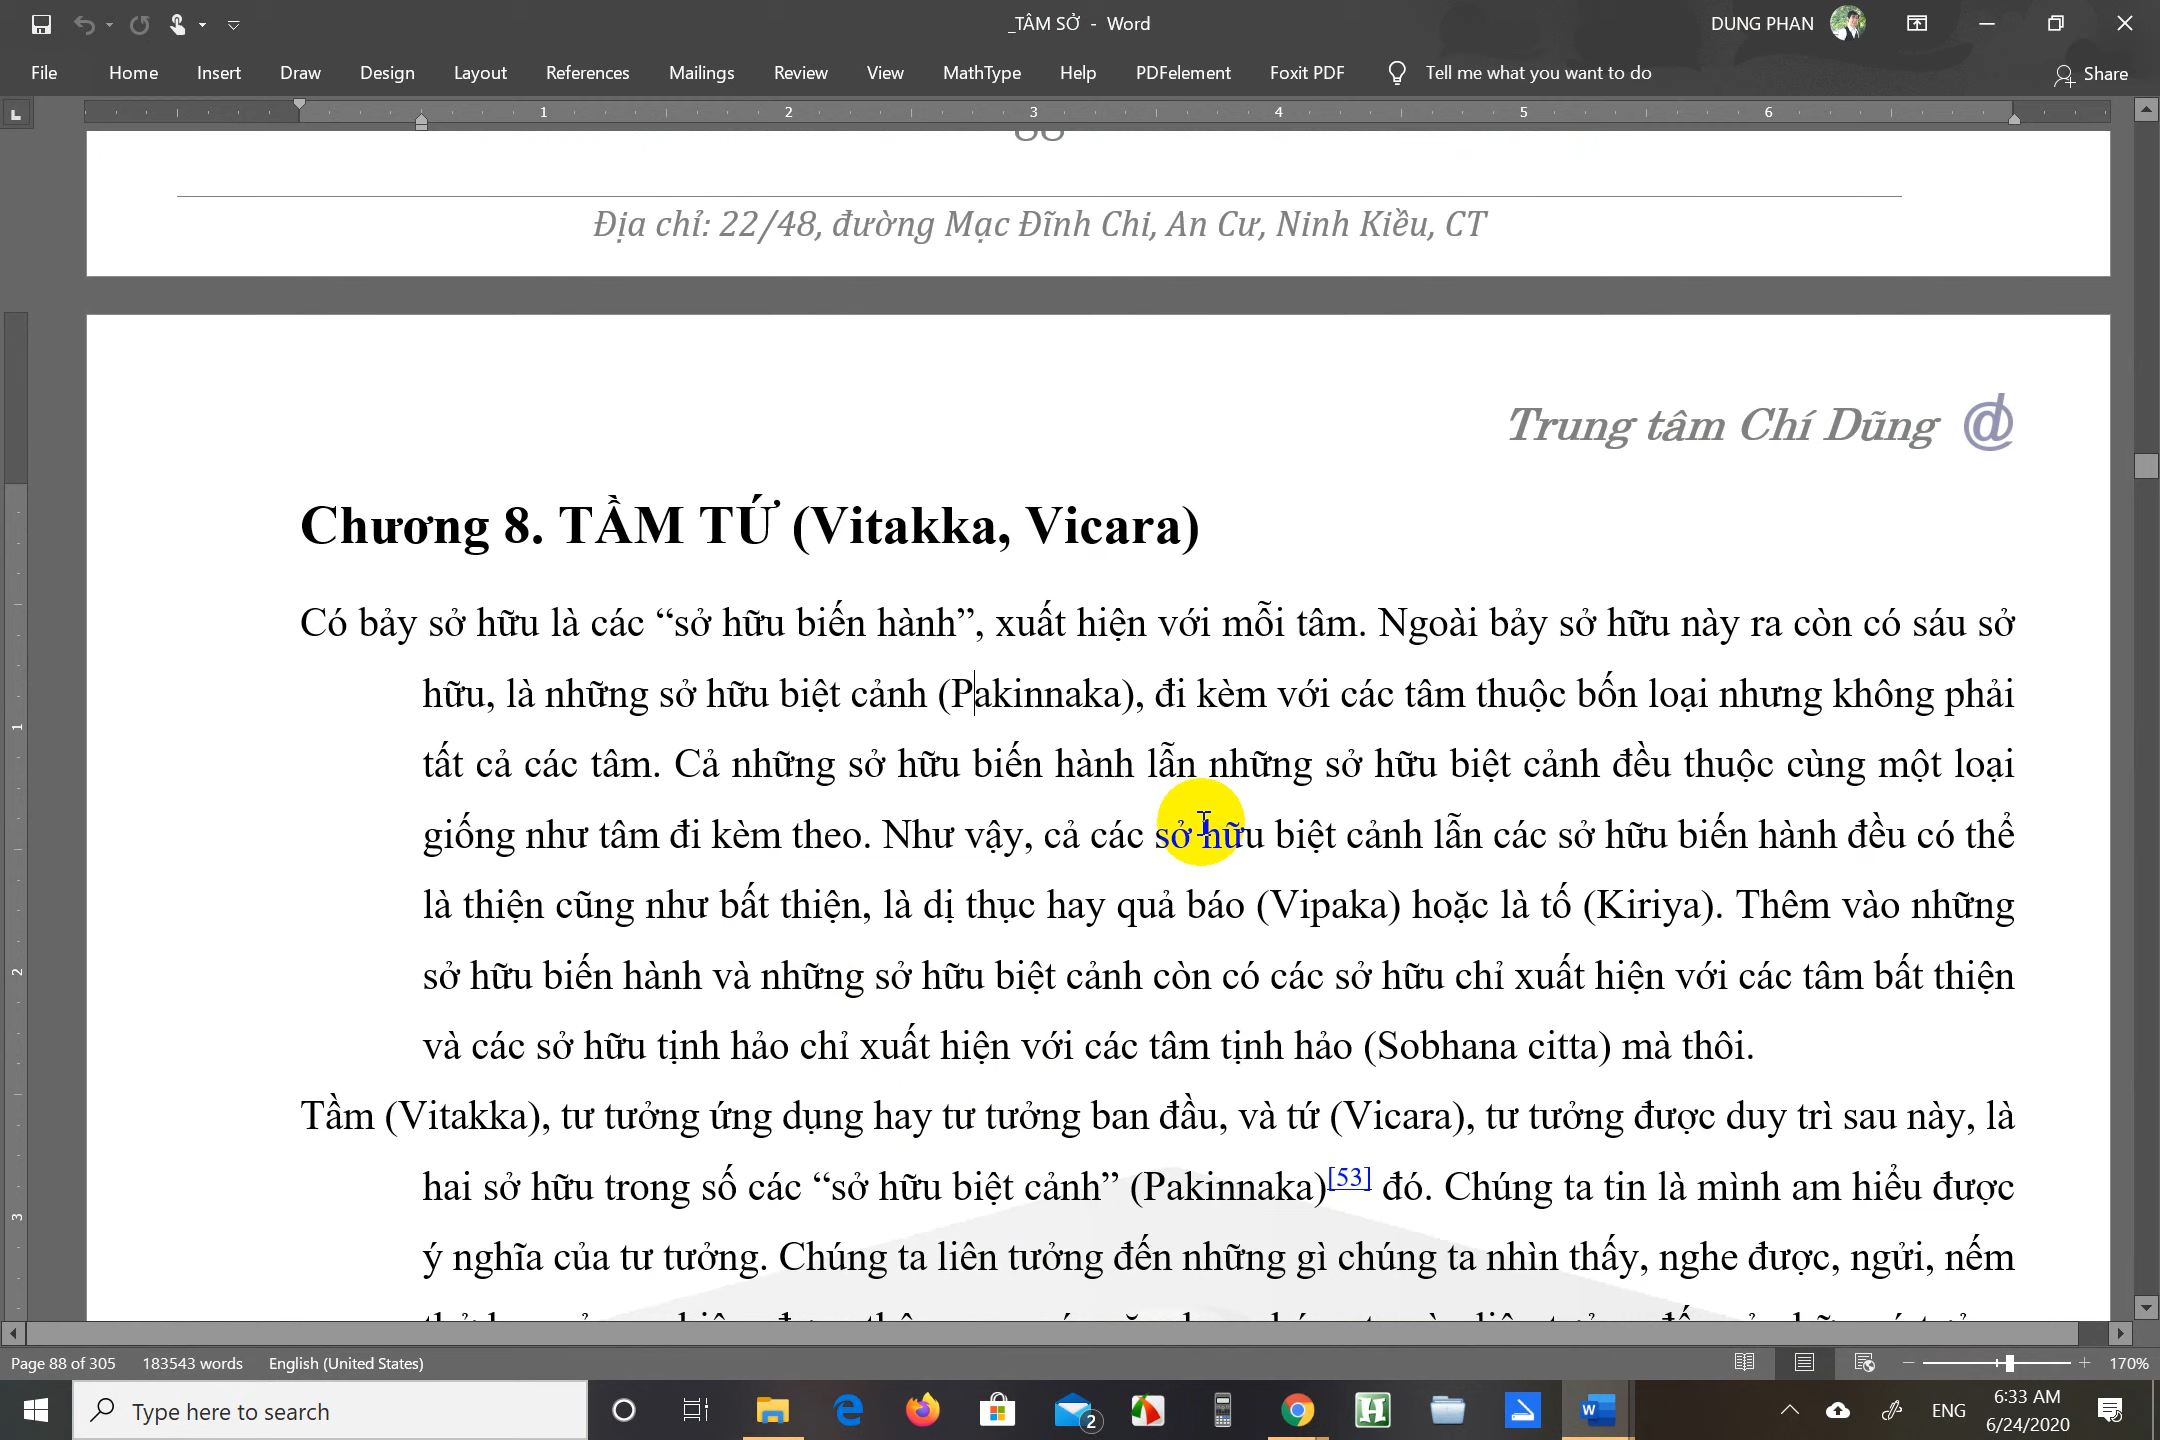 _TÂM SỞ - Word
DUNG PHAN
File Home Insert Draw Design Layout References Mailings Review View MathType Help PDFelement Foxit PDF Tell me what you want to do Share
1 2 3 4 5 6
Địa chỉ: 22/48, đường Mạc Đĩnh Chi, An Cư, Ninh Kiều, CT
Trung tâm Chí Dũng
Chương 8. TẦM TỨ (Vitakka, Vicara)
Có bảy sở hữu là các “sở hữu biến hành”, xuất hiện với mỗi tâm. Ngoài bảy sở hữu này ra còn có sáu sở
hữu, là những sở hữu biệt cảnh (Pakinnaka), đi kèm với các tâm thuộc bốn loại nhưng không phải
tất cả các tâm. Cả những sở hữu biến hành lẫn những sở hữu biệt cảnh đều thuộc cùng một loại
giống như tâm đi kèm theo. Như vậy, cả các sở hữu biệt cảnh lẫn các sở hữu biến hành đều có thể
là thiện cũng như bất thiện, là dị thục hay quả báo (Vipaka) hoặc là tố (Kiriya). Thêm vào những
sở hữu biến hành và những sở hữu biệt cảnh còn có các sở hữu chỉ xuất hiện với các tâm bất thiện
và các sở hữu tịnh hảo chỉ xuất hiện với các tâm tịnh hảo (Sobhana citta) mà thôi.
Tầm (Vitakka), tư tưởng ứng dụng hay tư tưởng ban đầu, và tứ (Vicara), tư tưởng được duy trì sau này, là
hai sở hữu trong số các “sở hữu biệt cảnh” (Pakinnaka)[53] đó. Chúng ta tin là mình am hiểu được
ý nghĩa của tư tưởng. Chúng ta liên tưởng đến những gì chúng ta nhìn thấy, nghe được, ngửi, nếm
1
2
3
Page 88 of 305 183543 words English (United States) 170%
Type here to search
2
ENG
6:33 AM
6/24/2020